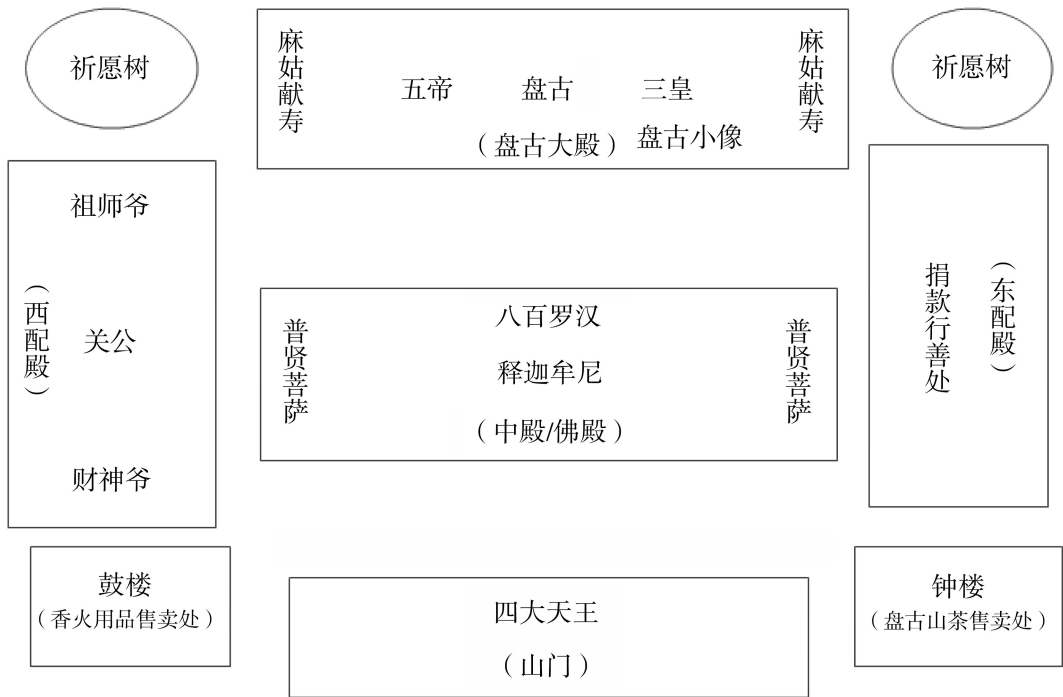 祈愿树
麻姑献寿
五帝
盘古
三皇
盘古小像
（盘古大殿）
麻姑献寿
祈愿树
祖师爷
（西配殿）
关公
财神爷
八百罗汉
普贤菩萨
释迦牟尼
普贤菩萨
（中殿/佛殿）
捐款行善处
（东配殿）
鼓楼
（香火用品售卖处）
四大天王
（山门）
钟楼
（盘古山茶售卖处）